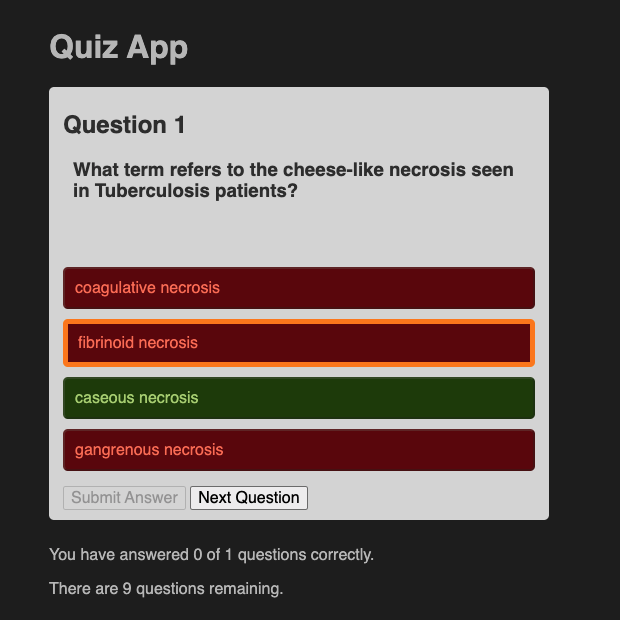 Quiz App
Question 1
What term refers to the cheese-like necrosis seen
in Tuberculosis patients?
coagulative necrosis
fibrinoid necrosis
caseous necrosis
gangrenous necrosis
Submit Answer Next Question
You have answered 0 of 1 questions correctly.
There are 9 questions remaining.